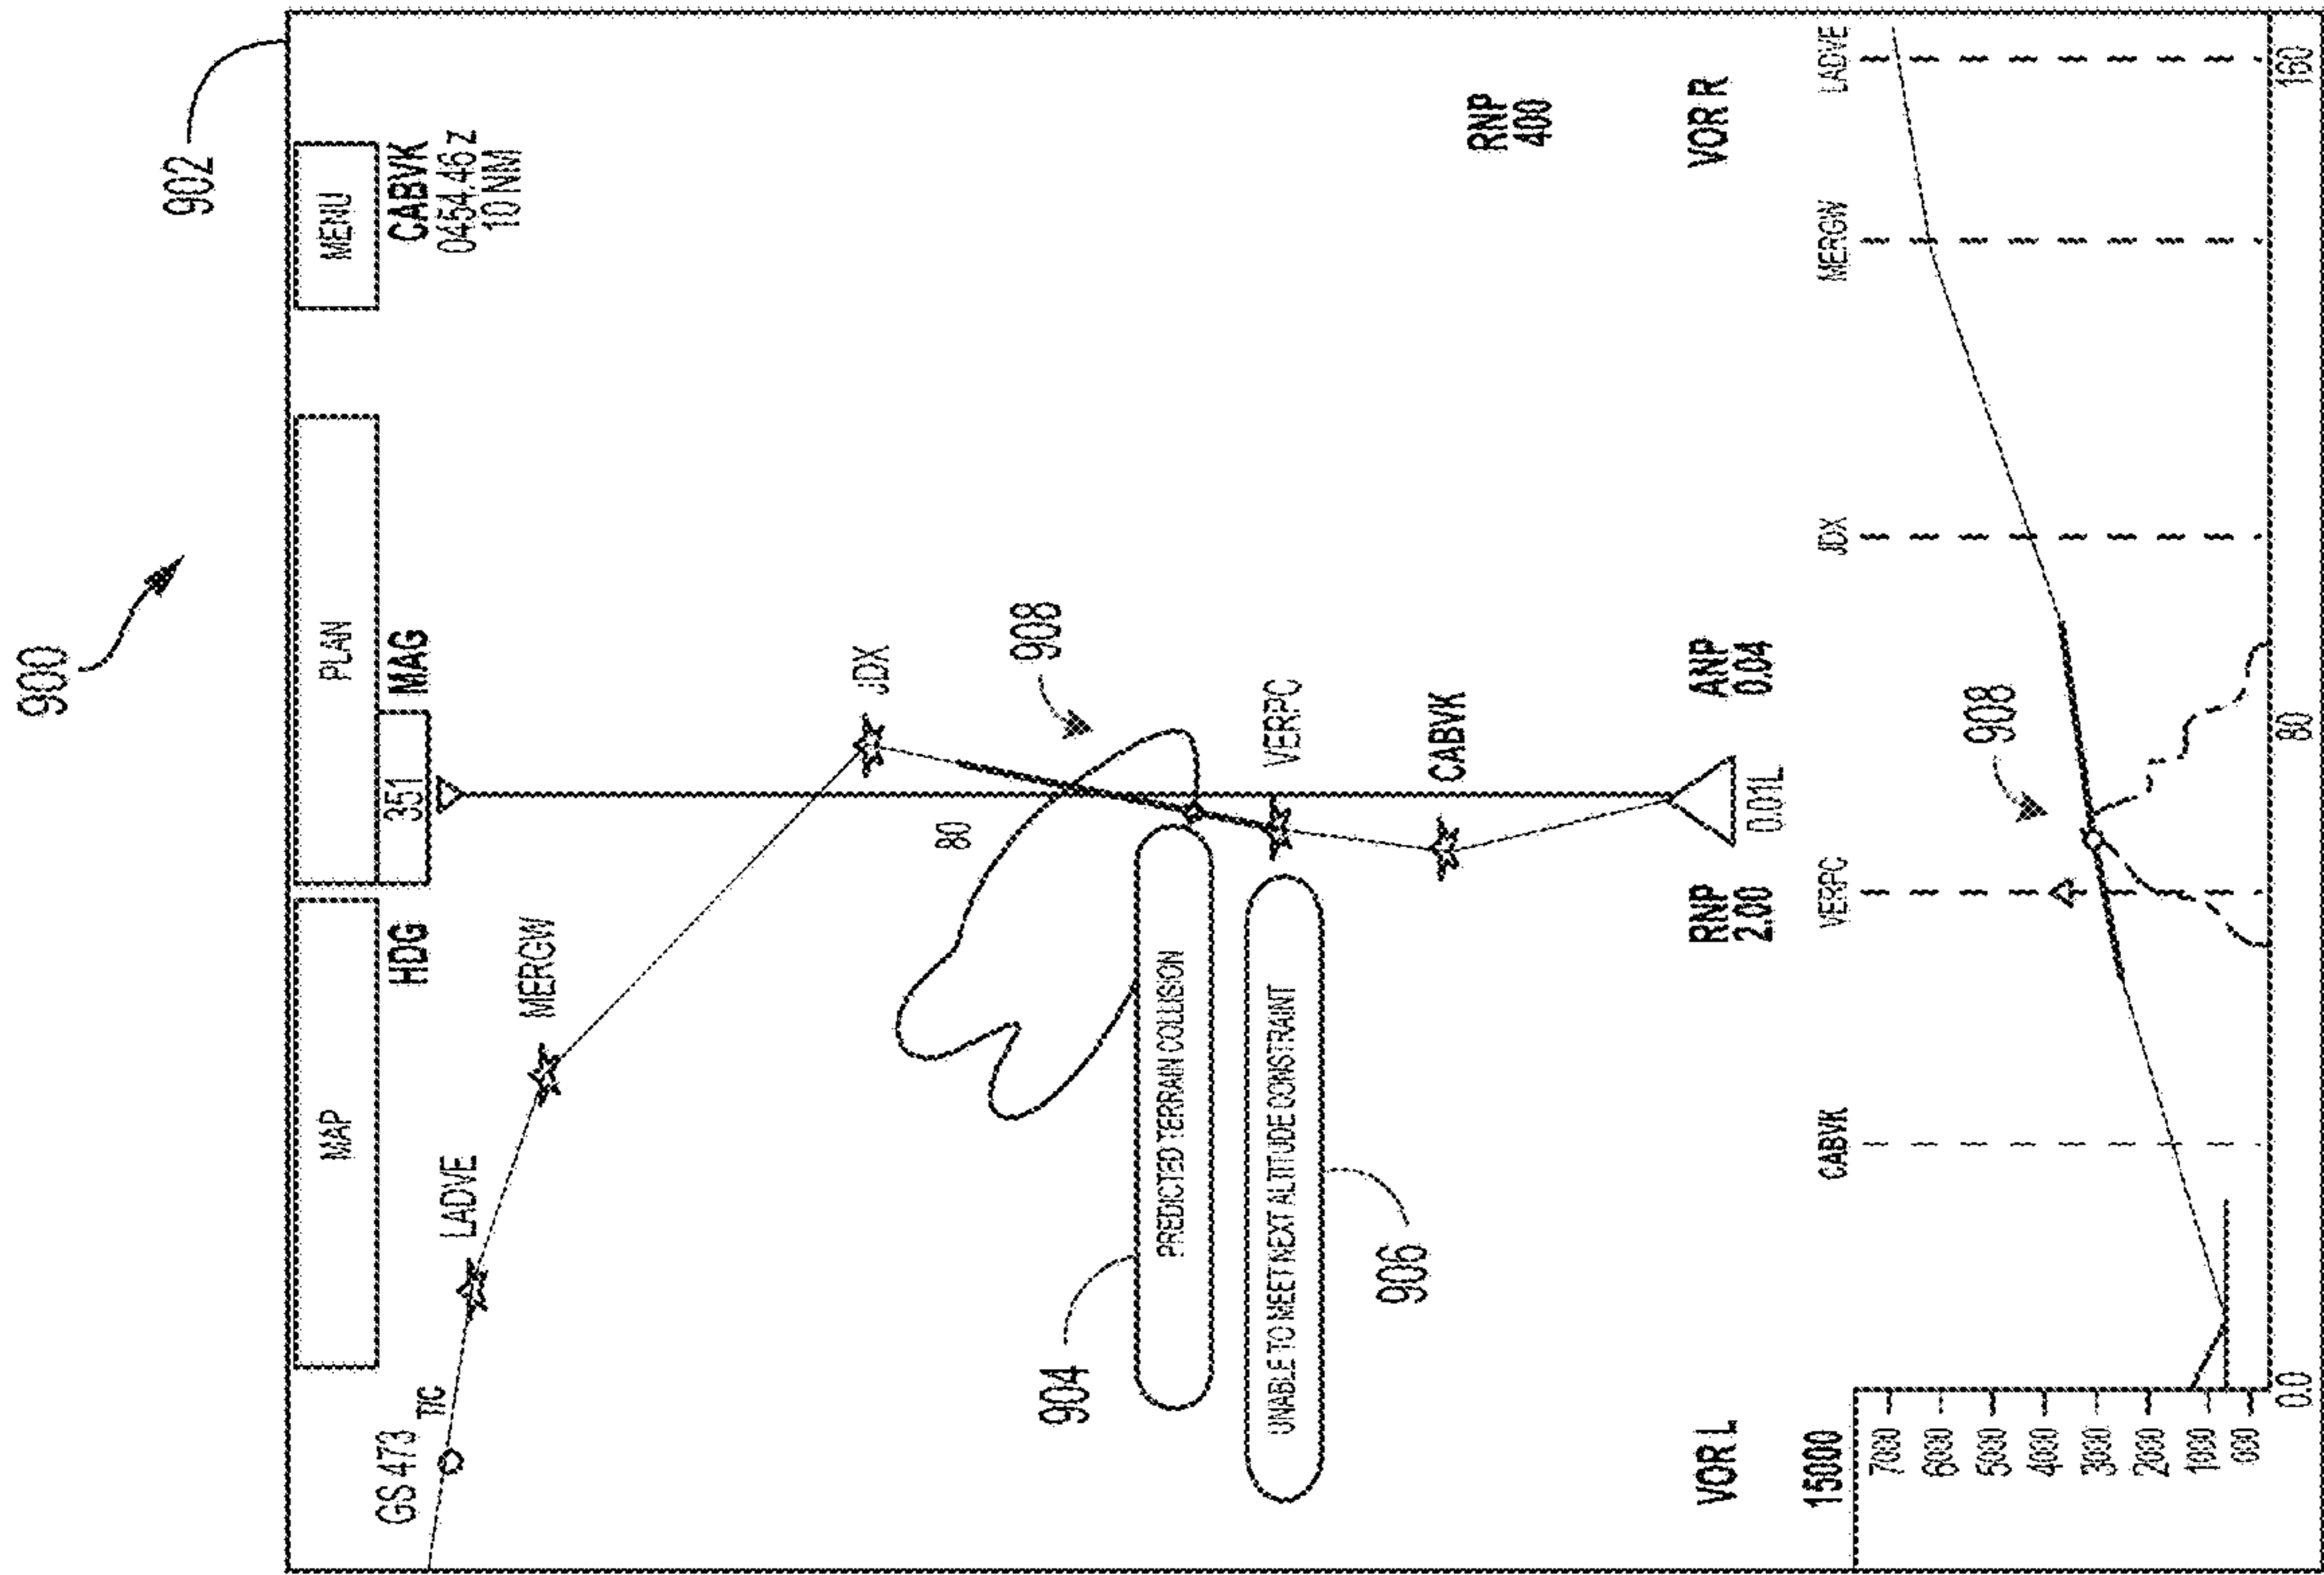 900
902
MAP
PLAN
MENU
GS 473
HDG
351
MAG
CABVK
0454.46 z
10 NM
TIC
LADVE
MERGW
JDX
80
908
904
PREDICTED TERRAIN COLLISION
VERPC
UNABLE TO MEET NEXT ALTITUDE CONSTRAINT
906
CABVK
RNP
400
VOR L
RNP
2.00
ANP
0.04
0.01L
VOR R
15000
CABVK
VERPC
JDX
MERGW
LADVE
908
7000
6000
5000
4000
3000
2000
1000
000
0.0
80
160